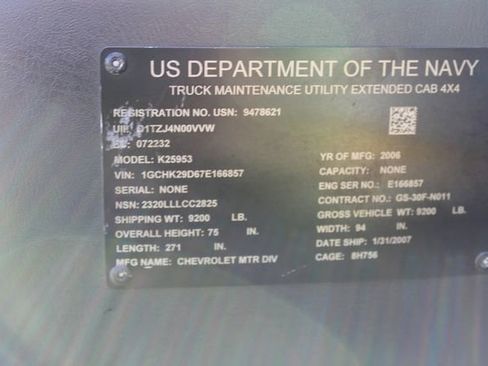 US DEPARTMENT OF THE NAVY
TRUCK MAINTENANCE UTILITY EXTENDED CAB 4X4
REGISTRATION NO. USN: 9478621
UII: D1TZJ4N00VVW
072232
MODEL: K25953
YR OF MFG: 2006
VIN: 1GCHK29D67E166857
CAPACITY: NONE
SERIAL: NONE
ENG SER NO.: E166857
NSN: 2320LLLCC2825
CONTRACT NO.: GS-30F-N011
SHIPPING WT: 9200 LB.
GROSS VEHICLE WT: 9200 LB.
OVERALL HEIGHT: 75 IN.
WIDTH: 94 IN.
LENGTH: 271 IN.
DATE SHIP: 1/31/2007
MFG NAME: CHEVROLET MTR DIV
CAGE: 8H756